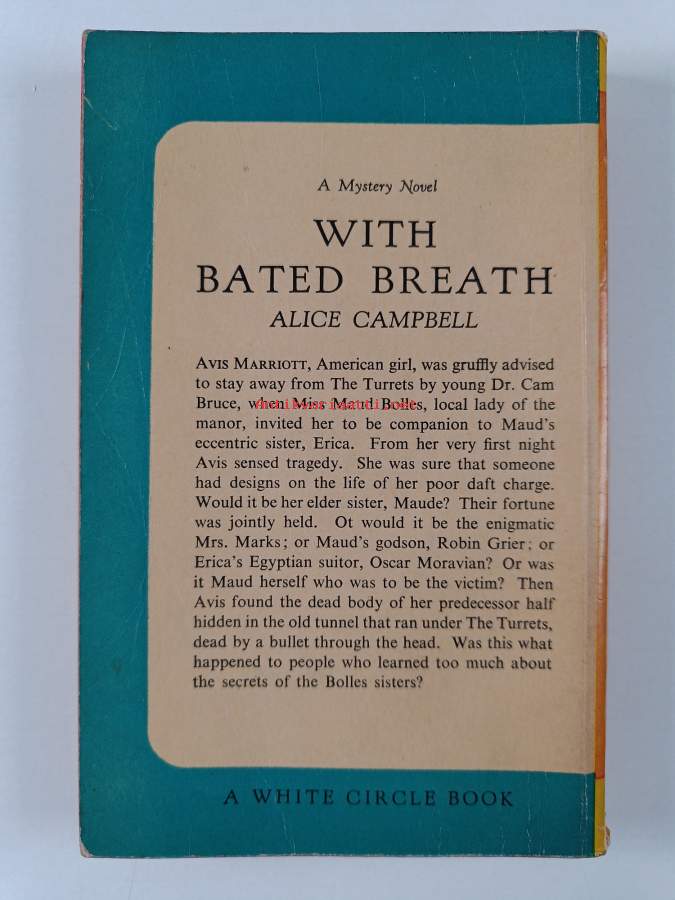 A Mystery Novel
WITH
BATED BREATH
ALICE CAMPBELL
AVIS MARRIOTT, American girl, was gruffly advised
to stay away from The Turrets by young Dr. Cam
Bruce, when Miss Maud Bolles, local lady of the
antikvariaatti.net
manor, invited her to be companion to Maud's
eccentric sister, Erica. From her very first night
Avis sensed tragedy. She was sure that someone
had designs on the life of her poor daft charge.
Would it be her elder sister, Maude? Their fortune
was jointly held. Ot would it be the enigmatic
Mrs. Marks; or Maud's godson, Robin Grier; or
Erica's Egyptian suitor, Oscar Moravian? Or was
it Maud herself who was to be the victim? Then
Avis found the dead body of her predecessor half
hidden in the old tunnel that ran under The Turrets,
dead by a bullet through the head. Was this what
happened to people who learned too much about
the secrets of the Bolles sisters?
A WHITE CIRCLE BOOK